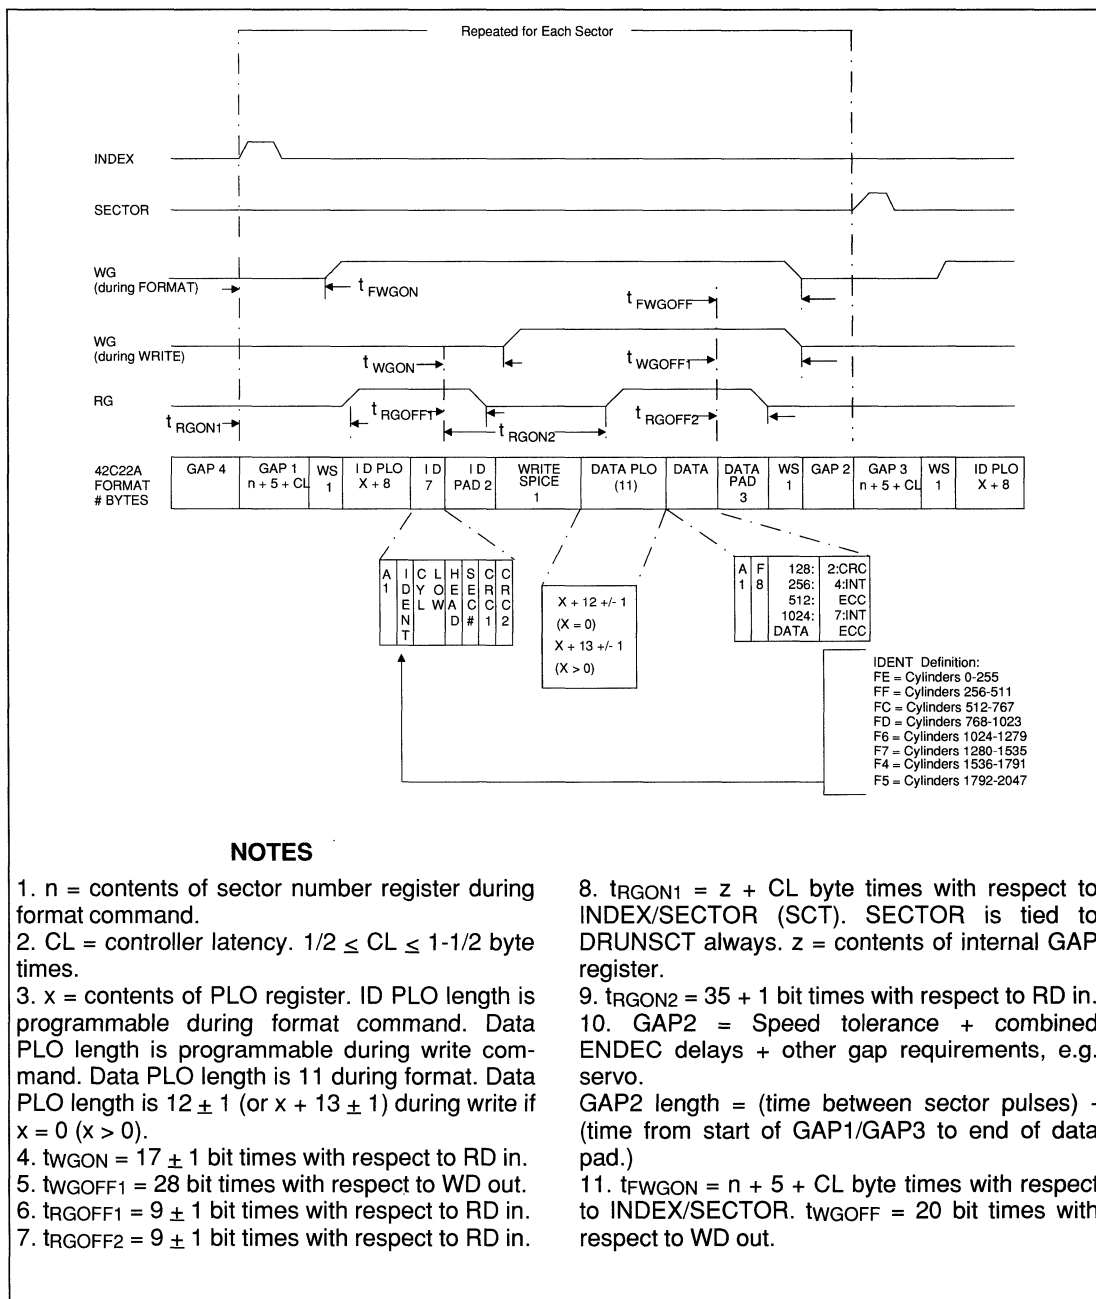 Repeated for Each Sector
INDEX
SECTOR
WG
(during FORMAT)
t FWGON
t FWGOFF
WG
(during WRITE)
t WGON
t WGOFF1
RG
t RGON1
t RGOFF1
t RGON2
t RGOFF2
42C22A
FORMAT
# BYTES
GAP 4
GAP 1
n + 5 + CL
WS
1
ID PLO
X + 8
ID
7
ID
PAD 2
WRITE
SPICE
1
DATA PLO
(11)
DATA
DATA
PAD
3
WS
1
GAP 2
GAP 3
n + 5 + CL
WS
1
ID PLO
X + 8
A1
IDENT
CYL
LOW
HEAD
SEC#
CRC1
CRC2
X + 12 +/- 1
(X = 0)
X + 13 +/- 1
(X > 0)
A1
F8
128:
256:
512:
1024:
DATA
2:CRC
4:INT
ECC
7:INT
ECC
IDENT Definition:
FE = Cylinders 0-255
FF = Cylinders 256-511
FC = Cylinders 512-767
FD = Cylinders 768-1023
F6 = Cylinders 1024-1279
F7 = Cylinders 1280-1535
F4 = Cylinders 1536-1791
F5 = Cylinders 1792-2047
NOTES
1. n = contents of sector number register during
format command.
2. CL = controller latency. 1/2 ≤ CL ≤ 1-1/2 byte
times.
3. x = contents of PLO register. ID PLO length is
programmable during format command. Data
PLO length is programmable during write com-
mand. Data PLO length is 11 during format. Data
PLO length is 12 ± 1 (or x + 13 ± 1) during write if
x = 0 (x > 0).
4. tWGON = 17 ± 1 bit times with respect to RD in.
5. tWGOFF1 = 28 bit times with respect to WD out.
6. tRGOFF1 = 9 ± 1 bit times with respect to RD in.
7. tRGOFF2 = 9 ± 1 bit times with respect to RD in.
8. tRGON1 = z + CL byte times with respect to
INDEX/SECTOR (SCT). SECTOR is tied to
DRUNSCT always. z = contents of internal GAP
register.
9. tRGON2 = 35 + 1 bit times with respect to RD in.
10. GAP2 = Speed tolerance + combined
ENDEC delays + other gap requirements, e.g.
servo.
GAP2 length = (time between sector pulses) -
(time from start of GAP1/GAP3 to end of data
pad.)
11. tFWGON = n + 5 + CL byte times with respect
to INDEX/SECTOR. tWGOFF = 20 bit times with
respect to WD out.